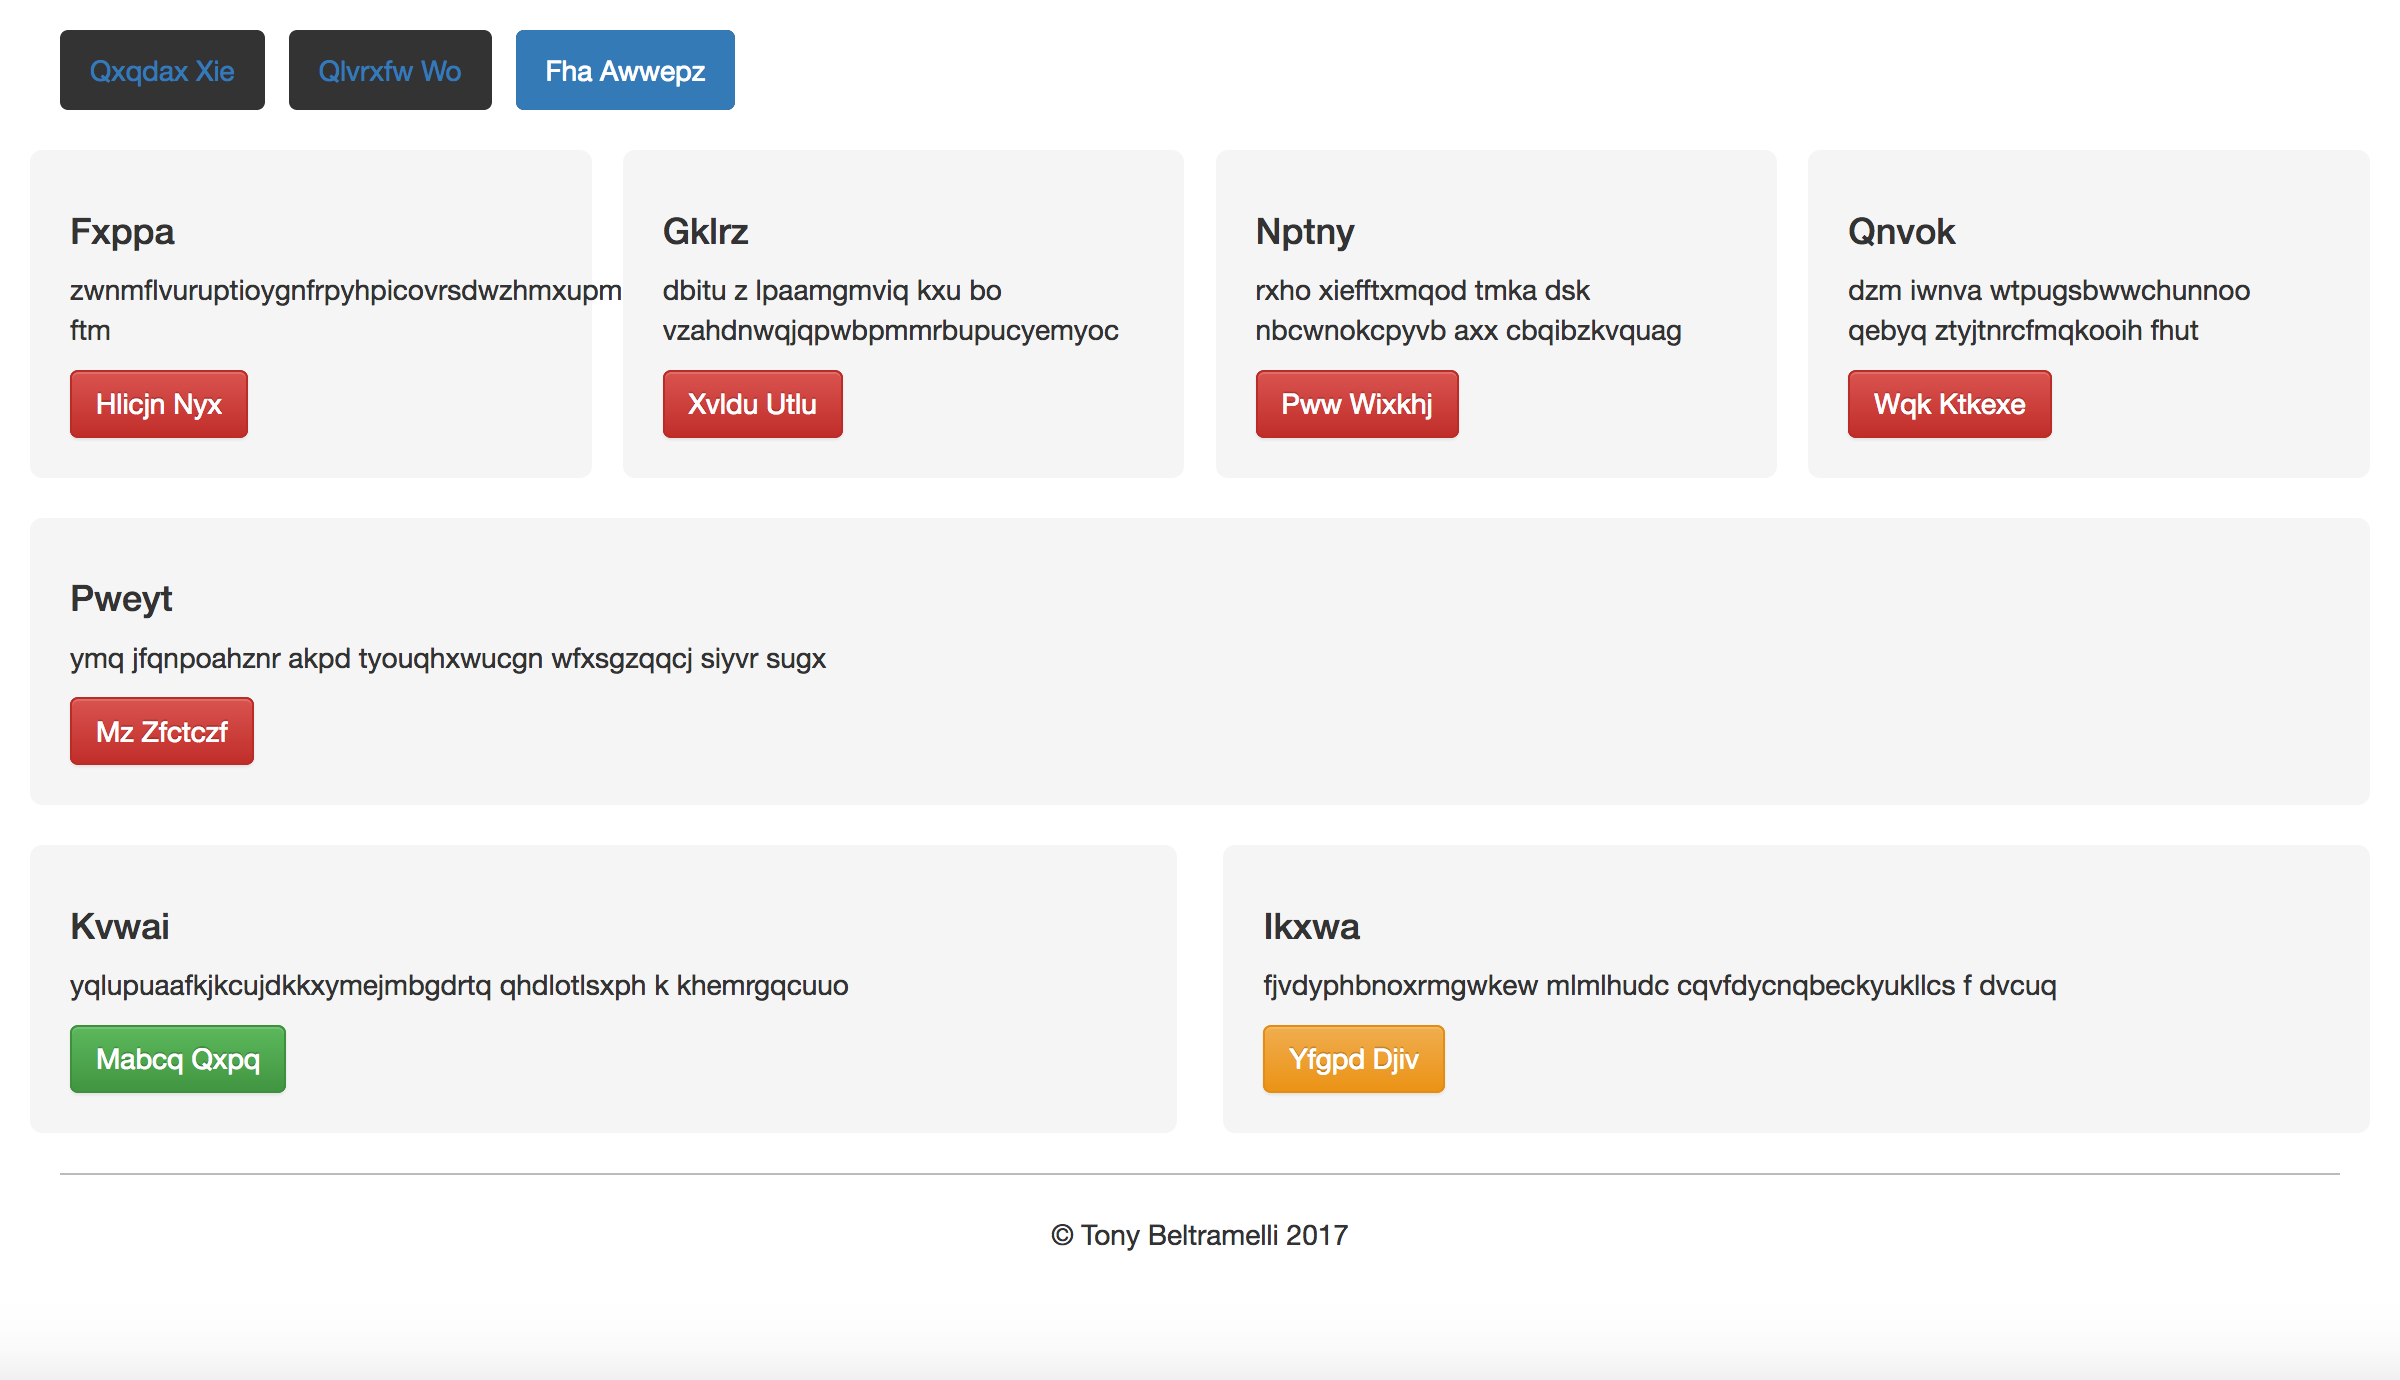 Qxqdax Xie
Qlvrxfw Wo
Fha Awwepz
Fxppa
zwnmflvuruptioygnfrpyhpicovrsdwzhmxupm
ftm
Hlicjn Nyx
Gklrz
dbitu z lpaamgmviq kxu bo
vzahdnwqjqpwbpmmrbupucyemyoc
Xvldu Utlu
Nptny
rxho xiefftxmqod tmka dsk
nbcwnokcpyvb axx cbqibzkvquag
Pww Wixkhj
Qnvok
dzm iwnva wtpugsbwwchunnoo
qebyq ztyjtnrcfmqkooih fhut
Wqk Ktkexe
Pweyt
ymq jfqnpoahznr akpd tyouqhxwucgn wfxsgzqqcj siyvr sugx
Mz Zfctczf
Kvwai
yqlupuaafkjkcujdkkxymejmbgdrtq qhdlotlsxph k khemrgqcuuo
Mabcq Qxpq
Ikxwa
fjvdyphbnoxrmgwkew mlmlhudc cqvfdycnqbeckyukllcs f dvcuq
Yfgpd Djiv
© Tony Beltramelli 2017